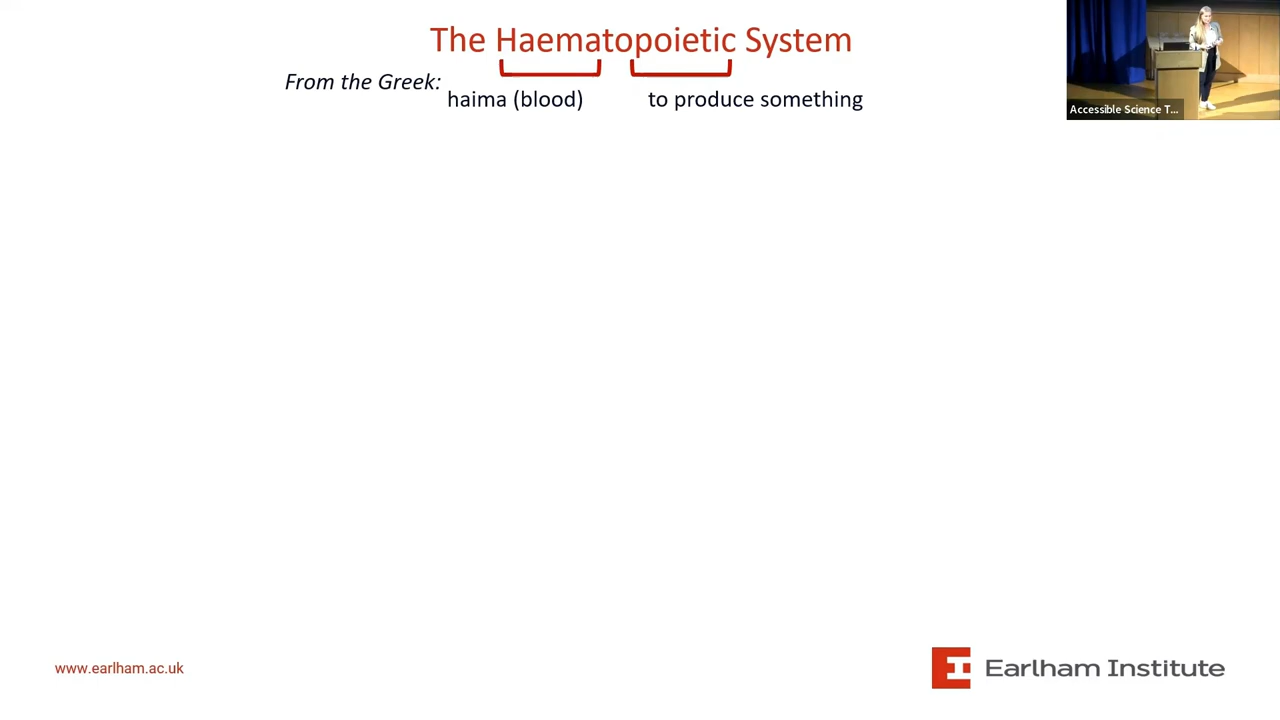 The Haematopoietic System
From the Greek:
haima (blood)
to produce something
Accessible Science T...
www.earlham.ac.uk
Earlham Institute